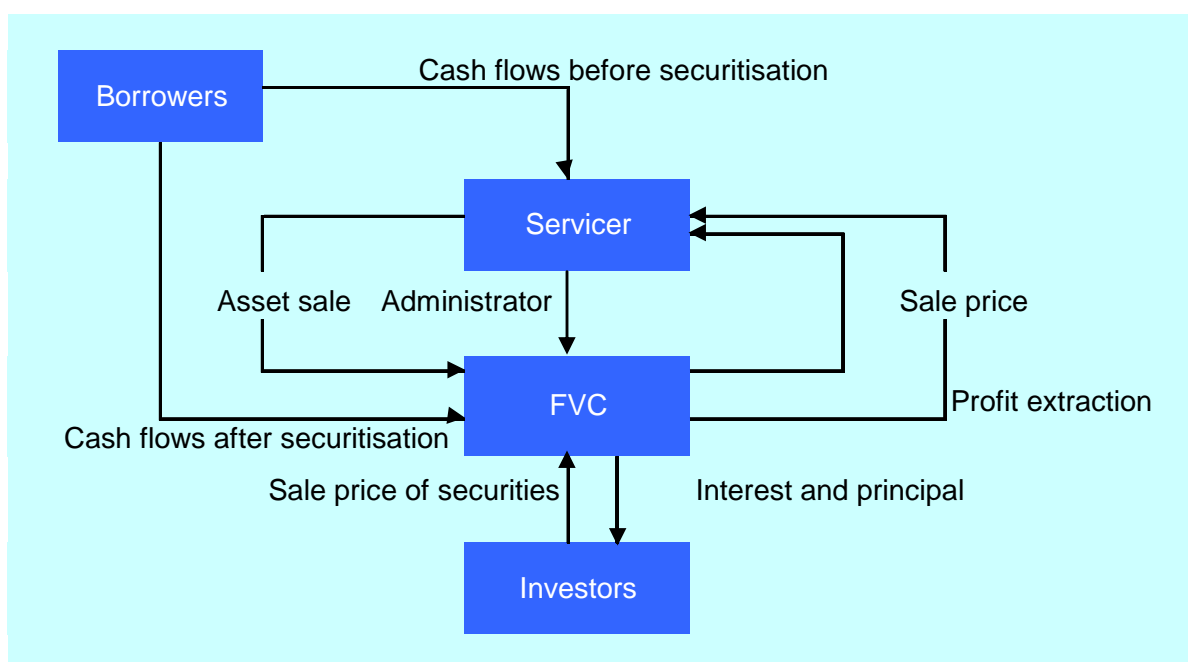 Cash flows before securitisation
Borrowers
Servicer
Asset sale
Administrator
Sale price
FVC
Profit extraction
Cash flows after securitisation
Sale price of securities
Interest and principal
Investors